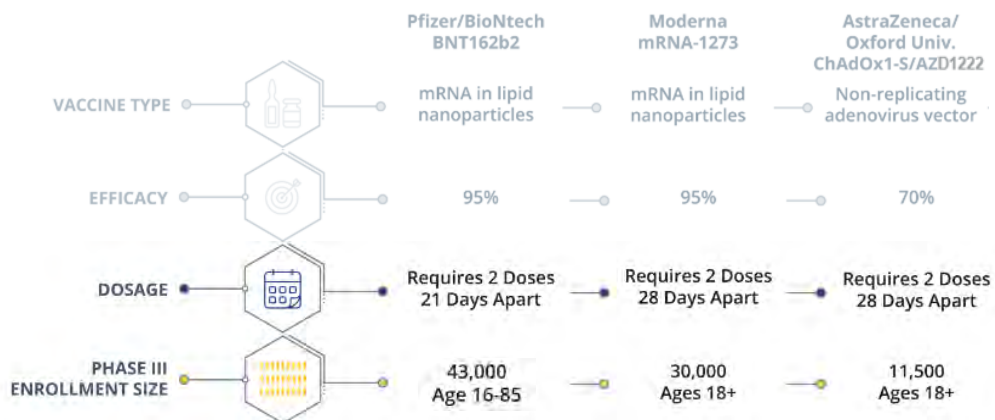 Pfizer/BioNtech
BNT162b2
Moderna
mRNA-1273
AstraZeneca/
Oxford Univ.
ChAdOx1-S/AZD1222
VACCINE TYPE
mRNA in lipid
nanoparticles
mRNA in lipid
nanoparticles
Non-replicating
adenovirus vector
EFFICACY
95%
95%
70%
DOSAGE
Requires 2 Doses
21 Days Apart
Requires 2 Doses
28 Days Apart
Requires 2 Doses
28 Days Apart
PHASE III
ENROLLMENT SIZE
43,000
Age 16-85
30,000
Ages 18+
11,500
Ages 18+